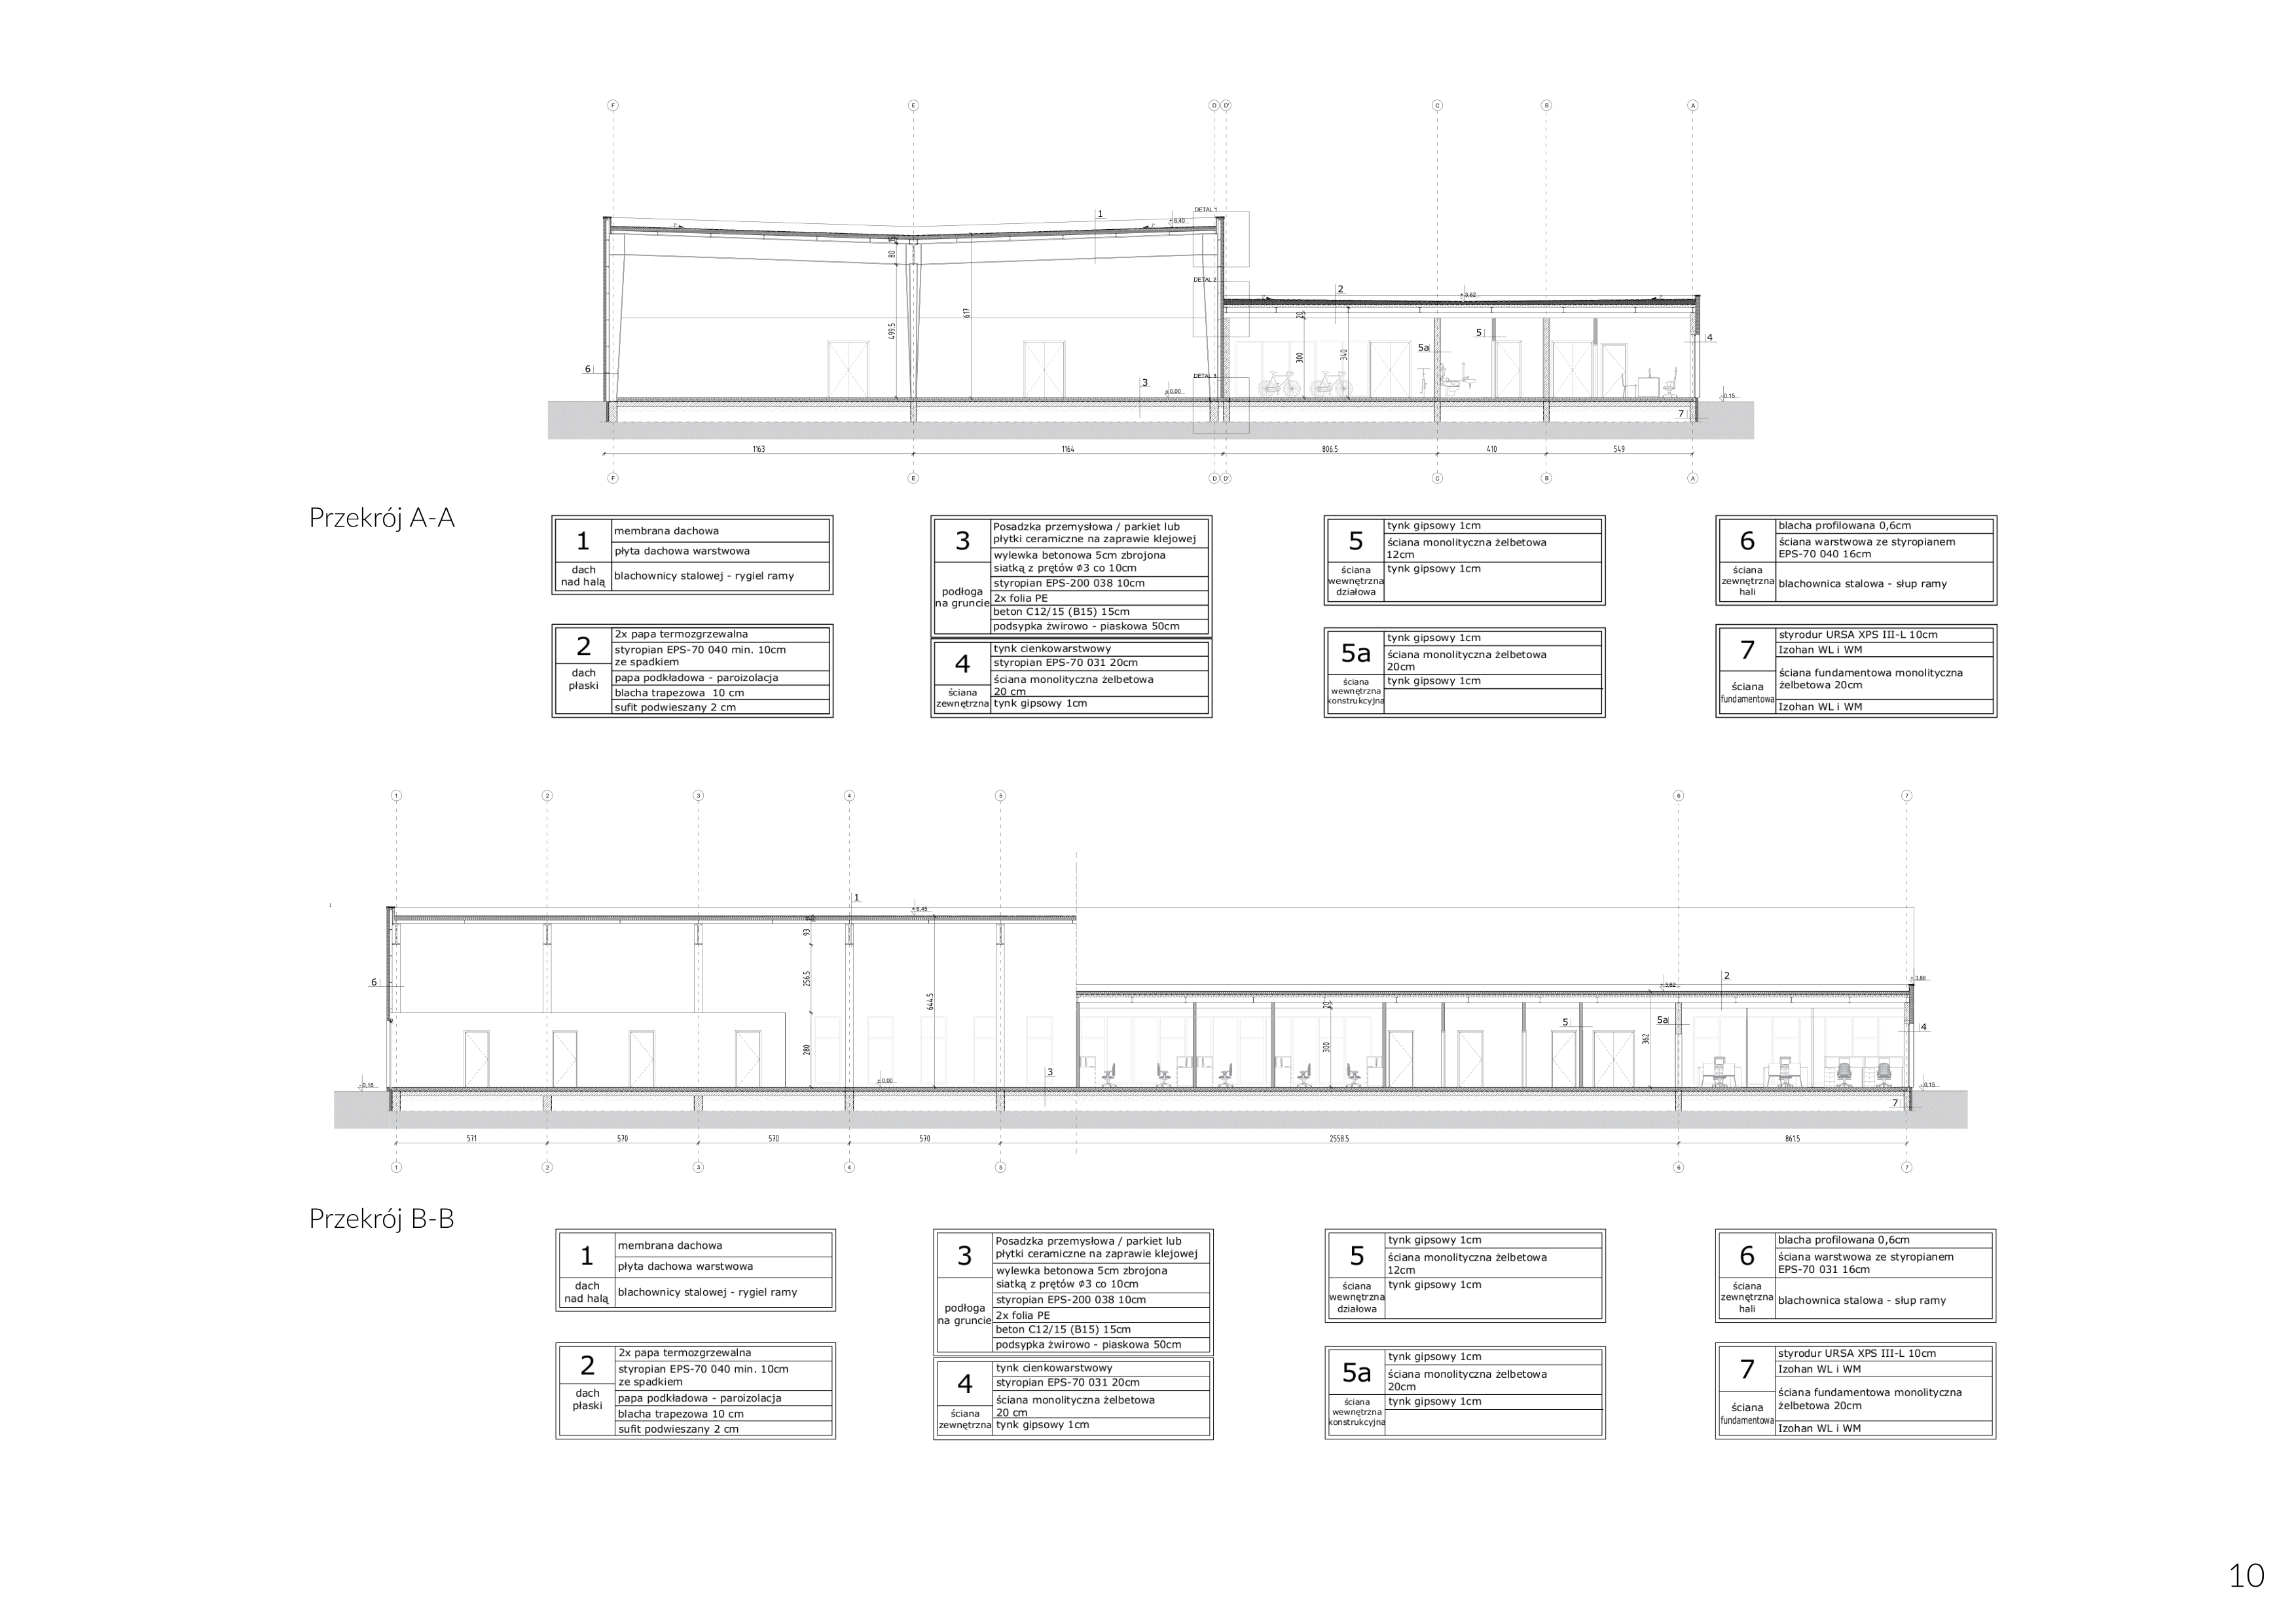 F E D D' C B A
DETAL 1
1
+6,40
DETAL 2
2
+3,62
15
80
499.5
617
20
300
340
5
5a
4
6
3
±0,00
DETAL 3
-0,15
7
1163 1164 806.5 410 549
F E D D' C B A
Przekrój A-A
1
dach
nad halą
membrana dachowa
płyta dachowa warstwowa
blachownicy stalowej - rygiel ramy
2
dach
płaski
2x papa termozgrzewalna
styropian EPS-70 040 min. 10cm
ze spadkiem
papa podkładowa - paroizolacja
blacha trapezowa 10 cm
sufit podwieszany 2 cm
3
podłoga
na gruncie
Posadzka przemysłowa / parkiet lub
płytki ceramiczne na zaprawie klejowej
wylewka betonowa 5cm zbrojona
siatką z prętów ϕ3 co 10cm
styropian EPS-200 038 10cm
2x folia PE
beton C12/15 (B15) 15cm
podsypka żwirowo - piaskowa 50cm
4
ściana
zewnętrzna
tynk cienkowarstwowy
styropian EPS-70 031 20cm
ściana monolityczna żelbetowa
20 cm
tynk gipsowy 1cm
5
ściana
wewnętrzna
działowa
tynk gipsowy 1cm
ściana monolityczna żelbetowa
12cm
tynk gipsowy 1cm
5a
ściana
wewnętrzna
konstrukcyjna
tynk gipsowy 1cm
ściana monolityczna żelbetowa
20cm
tynk gipsowy 1cm
6
ściana
zewnętrzna
hali
blacha profilowana 0,6cm
ściana warstwowa ze styropianem
EPS-70 040 16cm
blachownica stalowa - słup ramy
7
ściana
fundamentowa
styrodur URSA XPS III-L 10cm
Izohan WL i WM
ściana fundamentowa monolityczna
żelbetowa 20cm
Izohan WL i WM
1 2 3 4 5 6 7
1
1
+6,45
93
256.5
280
644.5
6
2
+3,62
+3,86
20
300
362
5
5a
4
3
±0,00
-0,16
-0,15
7
571 570 570 570 2558.5 861.5
1 2 3 4 5 6 7
Przekrój B-B
1
dach
nad halą
membrana dachowa
płyta dachowa warstwowa
blachownicy stalowej - rygiel ramy
2
dach
płaski
2x papa termozgrzewalna
styropian EPS-70 040 min. 10cm
ze spadkiem
papa podkładowa - paroizolacja
blacha trapezowa 10 cm
sufit podwieszany 2 cm
3
podłoga
na gruncie
Posadzka przemysłowa / parkiet lub
płytki ceramiczne na zaprawie klejowej
wylewka betonowa 5cm zbrojona
siatką z prętów ϕ3 co 10cm
styropian EPS-200 038 10cm
2x folia PE
beton C12/15 (B15) 15cm
podsypka żwirowo - piaskowa 50cm
4
ściana
zewnętrzna
tynk cienkowarstwowy
styropian EPS-70 031 20cm
ściana monolityczna żelbetowa
20 cm
tynk gipsowy 1cm
5
ściana
wewnętrzna
działowa
tynk gipsowy 1cm
ściana monolityczna żelbetowa
12cm
tynk gipsowy 1cm
5a
ściana
wewnętrzna
konstrukcyjna
tynk gipsowy 1cm
ściana monolityczna żelbetowa
20cm
tynk gipsowy 1cm
6
ściana
zewnętrzna
hali
blacha profilowana 0,6cm
ściana warstwowa ze styropianem
EPS-70 031 16cm
blachownica stalowa - słup ramy
7
ściana
fundamentowa
styrodur URSA XPS III-L 10cm
Izohan WL i WM
ściana fundamentowa monolityczna
żelbetowa 20cm
Izohan WL i WM
10